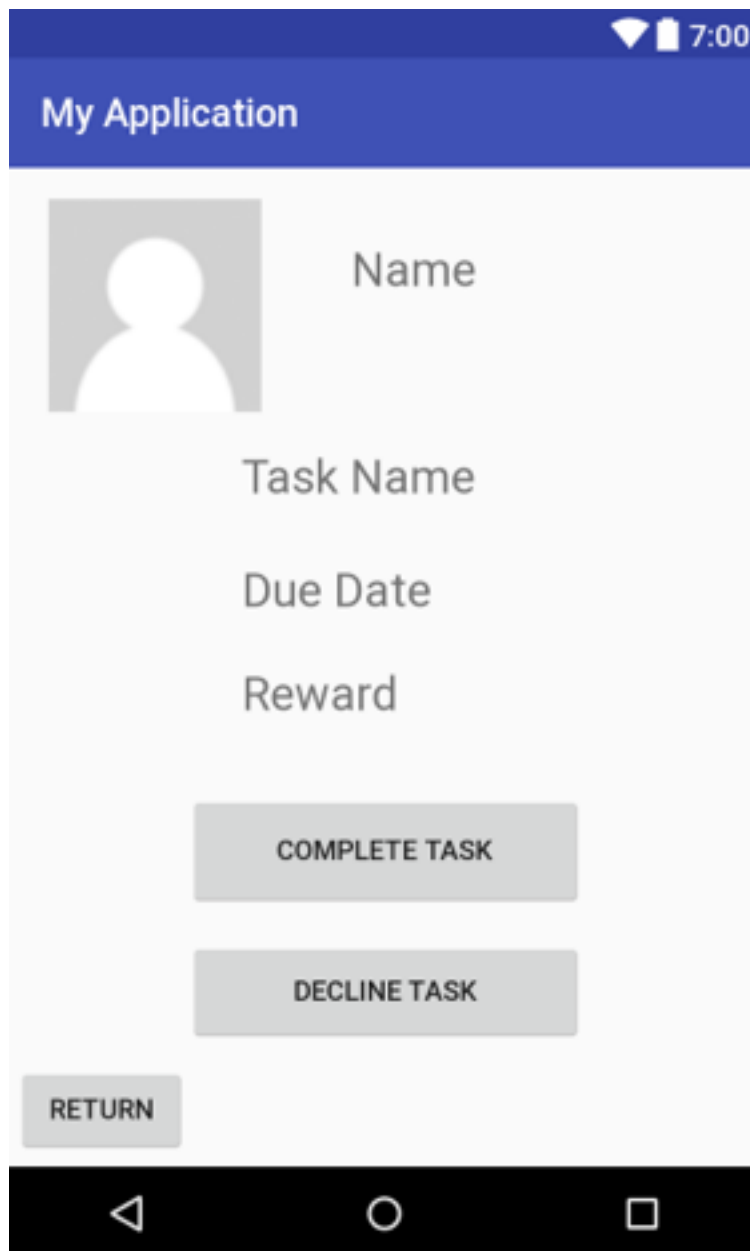 7:00
My Application
Name
Task Name
Due Date
Reward
COMPLETE TASK
DECLINE TASK
RETURN